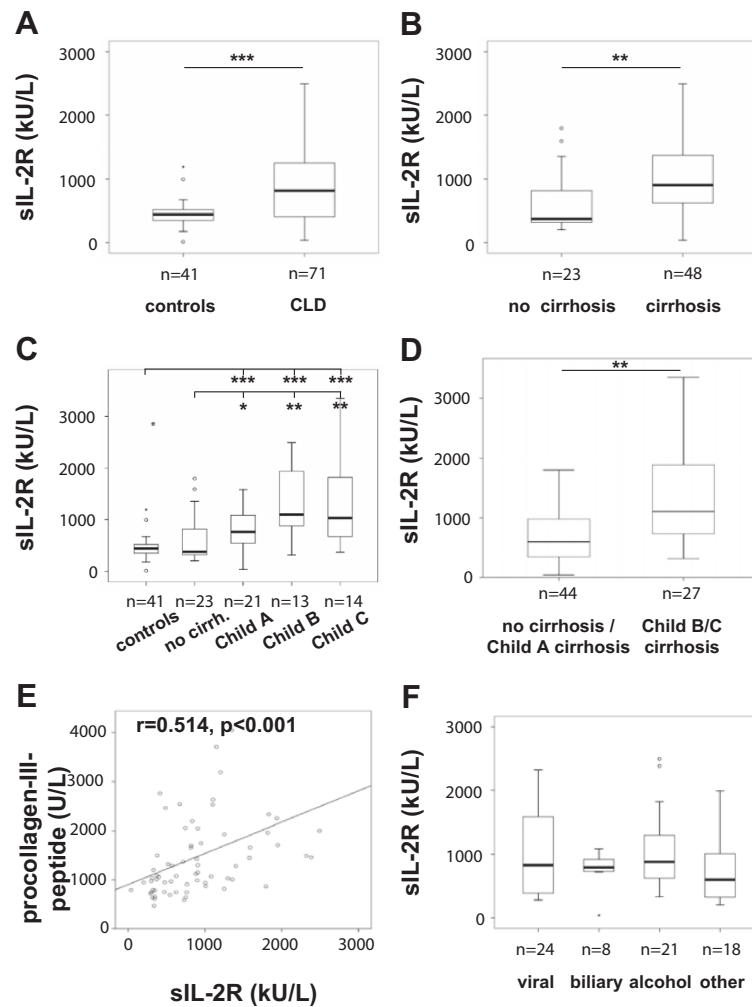 A
***
sIL-2R (kU/L)
3000
2000
1000
0
n=41 n=71
controls CLD
B
**
sIL-2R (kU/L)
3000
2000
1000
0
n=23 n=48
no cirrhosis cirrhosis
C
*** *** ***
* ** **
sIL-2R (kU/L)
3000
2000
1000
0
n=41 n=23 n=21 n=13 n=14
controls no cirrh. Child A Child B Child C
D
**
sIL-2R (kU/L)
3000
2000
1000
0
n=44 n=27
no cirrhosis / Child B/C
Child A cirrhosis cirrhosis
E
r=0.514, p<0.001
procollagen-III-
peptide (U/L)
4000
3000
2000
1000
0
0 1000 2000 3000
sIL-2R (kU/L)
F
sIL-2R (kU/L)
3000
2000
1000
0
n=24 n=8 n=21 n=18
viral biliary alcohol other